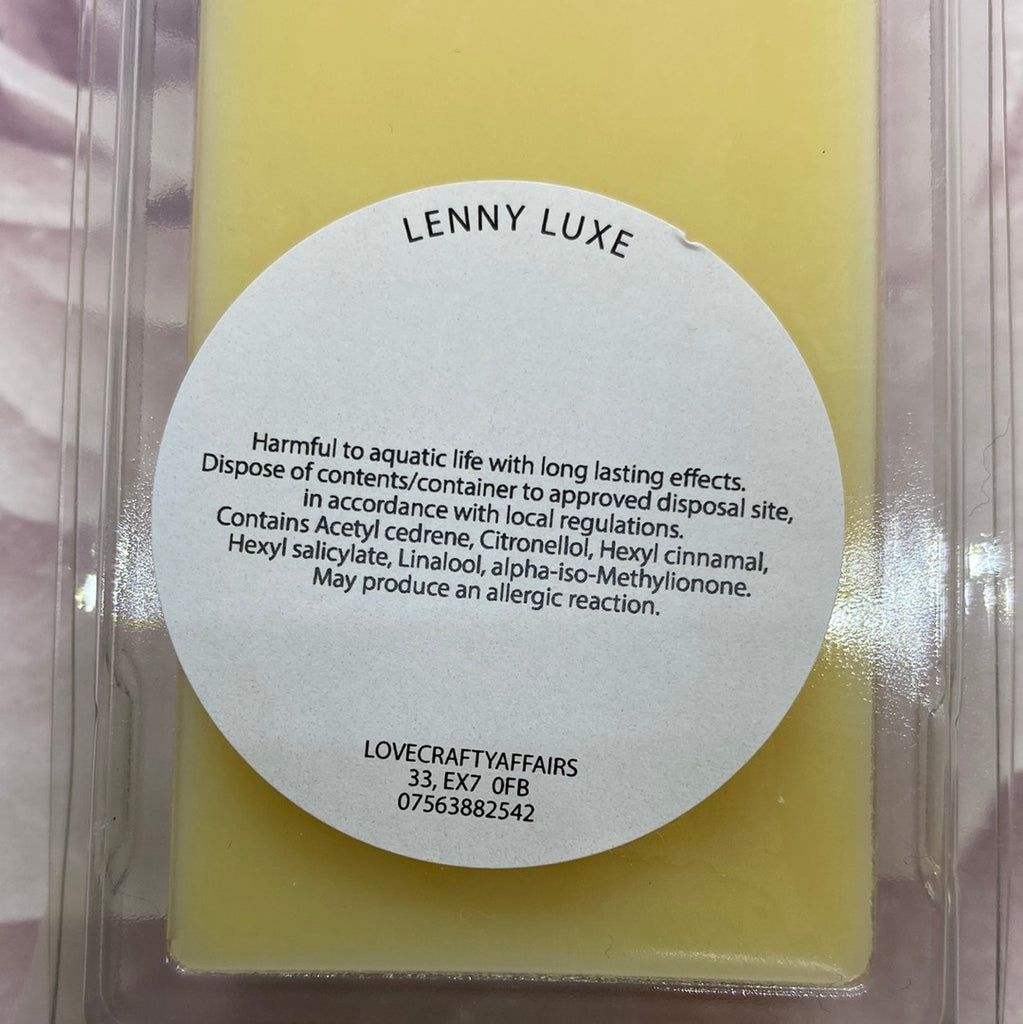 LENNY LUXE
Harmful to aquatic life with long lasting effects.
Dispose of contents/container to approved disposal site,
in accordance with local regulations.
Contains Acetyl cedrene, Citronellol, Hexyl cinnamal,
Hexyl salicylate, Linalool, alpha-iso-Methylionone.
May produce an allergic reaction.
LOVECRAFTYAFFAIRS
33, EX7 0FB
07563882542